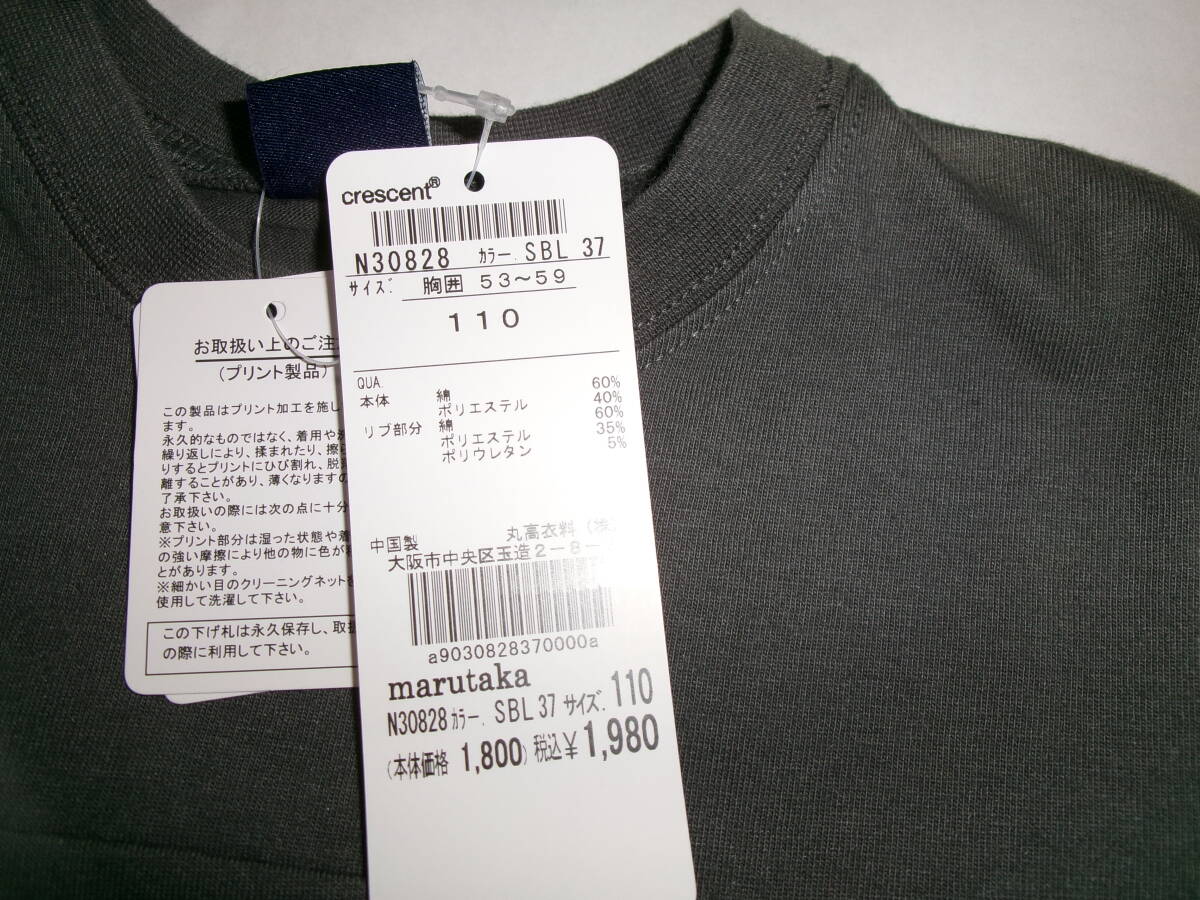 crescent®
N30828 カラー. SBL 37
サイズ: 胸囲 53～59
110
QUA.
本体 綿 60%
ポリエステル 40%
リブ部分 綿 60%
ポリエステル 35%
ポリウレタン 5%
中国製 丸高衣料(株)
大阪市中央区玉造2-8-
a9030828370000a
marutaka
N30828 カラー. SBL 37 サイズ. 110
(本体価格 1,800) 税込¥1,980
お取扱い上のご注
(プリント製品)
この製品はプリント加工を施し
ます。
永久的なものではなく、着用や
繰り返しにより、揉まれたり、擦
りするとプリントにひび割れ、脱
離することがあり、薄くなりますの
了承下さい。
お取扱いの際には次の点に十分
意下さい。
※プリント部分は湿った状態や着
の強い摩擦により他の物に色が
とがあります。
※細かい目のクリーニングネット
使用して洗濯して下さい。
この下げ札は永久保存し、取扱
の際に利用して下さい。